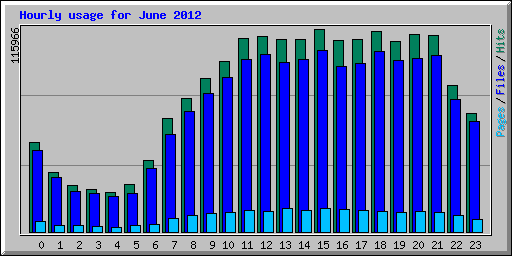 Hourly usage for June 2012
115966
Pages / Files / Hits
0 1 2 3 4 5 6 7 8 9 10 11 12 13 14 15 16 17 18 19 20 21 22 23